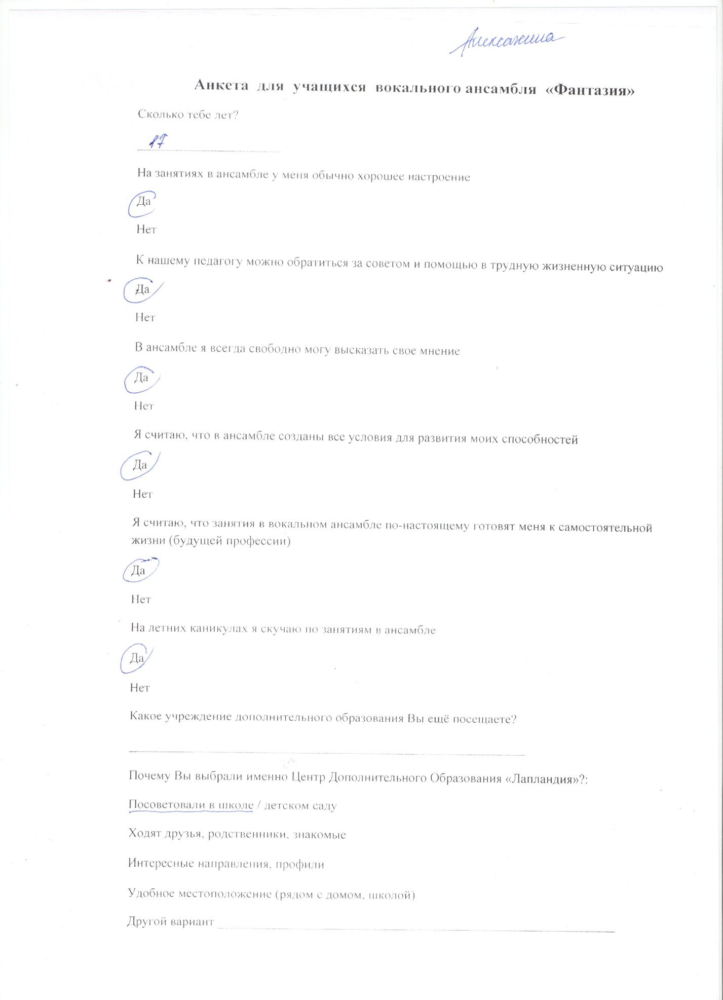 Анкета для учащихся вокального ансамбля «Фантазия»
Сколько тебе лет?
17
На занятиях в ансамбле у меня обычно хорошее настроение
Да
Нет
К нашему педагогу можно обратиться за советом и помощью в трудную жизненную ситуацию
Да
Нет
В ансамбле я всегда свободно могу высказать свое мнение
Да
Нет
Я считаю, что в ансамбле созданы все условия для развития моих способностей
Да
Нет
Я считаю, что занятия в вокальном ансамбле по-настоящему готовят меня к самостоятельной
жизни (будущей профессии)
Да
Нет
На летних каникулах я скучаю по занятиям в ансамбле
Да
Нет
Какое учреждение дополнительного образования Вы ещё посещаете?
Почему Вы выбрали именно Центр Дополнительного Образования «Лапландия»?:
Посоветовали в школе / детском саду
Ходят друзья, родственники, знакомые
Интересные направления, профили
Удобное местоположение (рядом с домом, школой)
Другой вариант